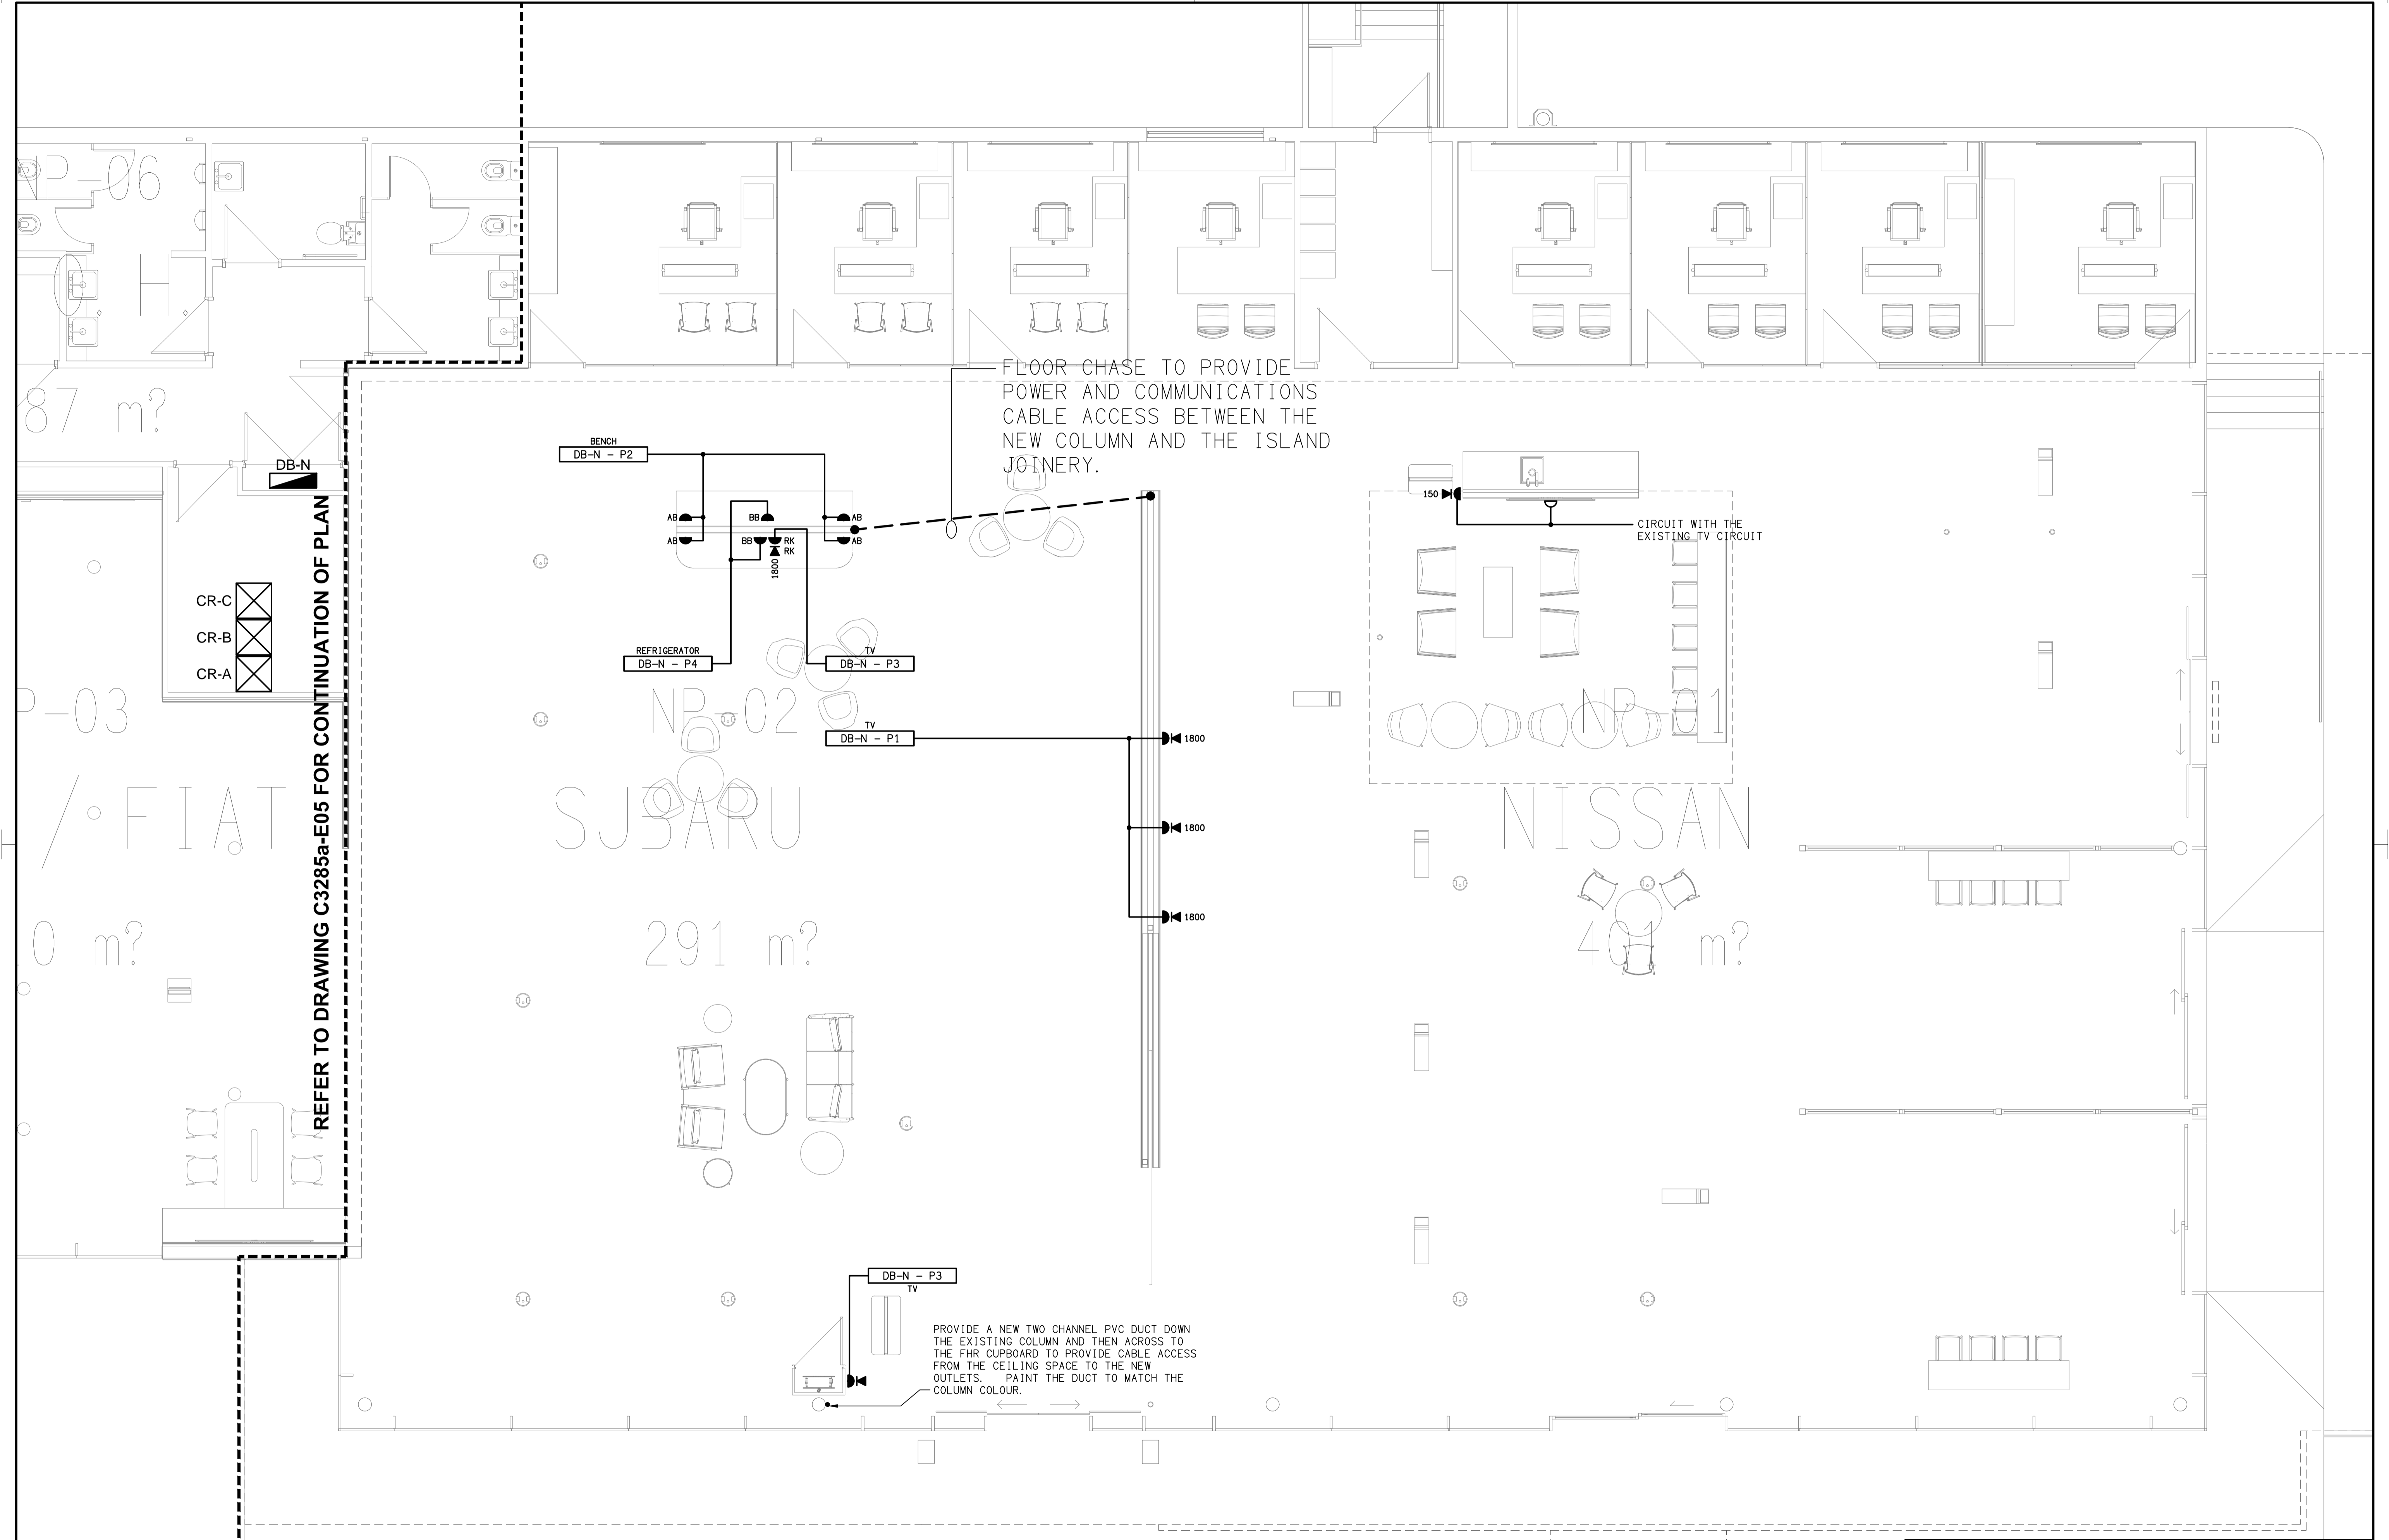 P-06
H.
87 m?
DB-N
CR-C
CR-B
CR-A
P-03
/ FIAT
0 m?
REFER TO DRAWING C3285a-E05 FOR CONTINUATION OF PLAN
FLOOR CHASE TO PROVIDE
POWER AND COMMUNICATIONS
CABLE ACCESS BETWEEN THE
NEW COLUMN AND THE ISLAND
JOINERY.
BENCH
DB-N - P2
AB
BB
AB
AB
BB
RK
AB
RK
1800
REFRIGERATOR
DB-N - P4
TV
DB-N - P3
NP-02
TV
DB-N - P1
1800
1800
1800
SUBARU
291 m?
150
CIRCUIT WITH THE
EXISTING TV CIRCUIT
NP-01
NISSAN
401 m?
DB-N - P3
TV
PROVIDE A NEW TWO CHANNEL PVC DUCT DOWN
THE EXISTING COLUMN AND THEN ACROSS TO
THE FHR CUPBOARD TO PROVIDE CABLE ACCESS
FROM THE CEILING SPACE TO THE NEW
OUTLETS. PAINT THE DUCT TO MATCH THE
COLUMN COLOUR.